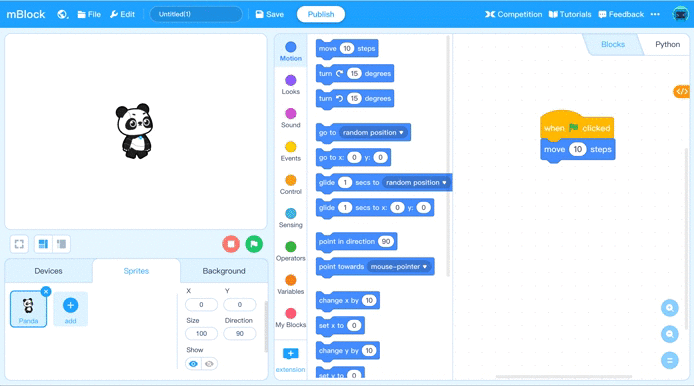 mBlock File Edit Untitled(1) Save Publish Competition Tutorials Feedback
Blocks Python
Motion
Looks
Sound
Events
Control
Sensing
Operators
Variables
My Blocks
extension
move 10 steps
turn 15 degrees
turn 15 degrees
go to random position
go to x: 0 y: 0
glide 1 secs to random position
glide 1 secs to x: 0 y: 0
point in direction 90
point towards mouse-pointer
change x by 10
set x to 0
change y by 10
set y to 0
when clicked
move 10 steps
Devices Sprites Background
Panda
add
X Y
0 0
Size Direction
100 90
Show